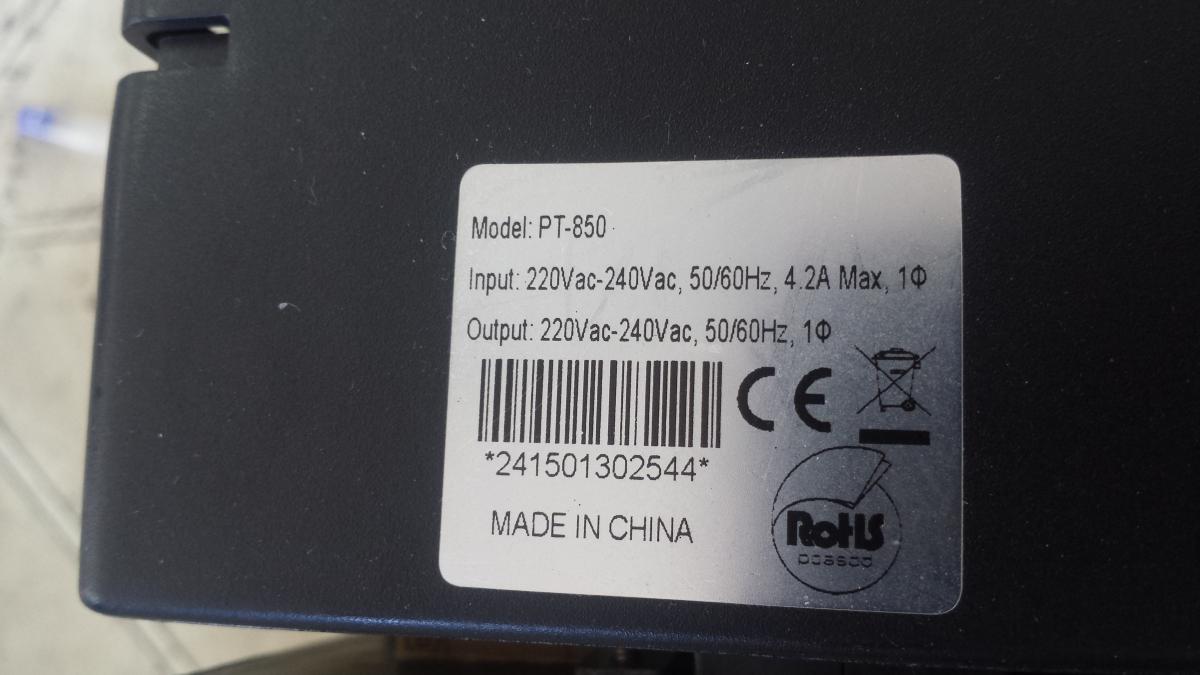 Model: PT-850
Input: 220Vac-240Vac, 50/60Hz, 4.2A Max, 1Φ
Output: 220Vac-240Vac, 50/60Hz, 1Φ
CE
*241501302544*
RoHS
MADE IN CHINA